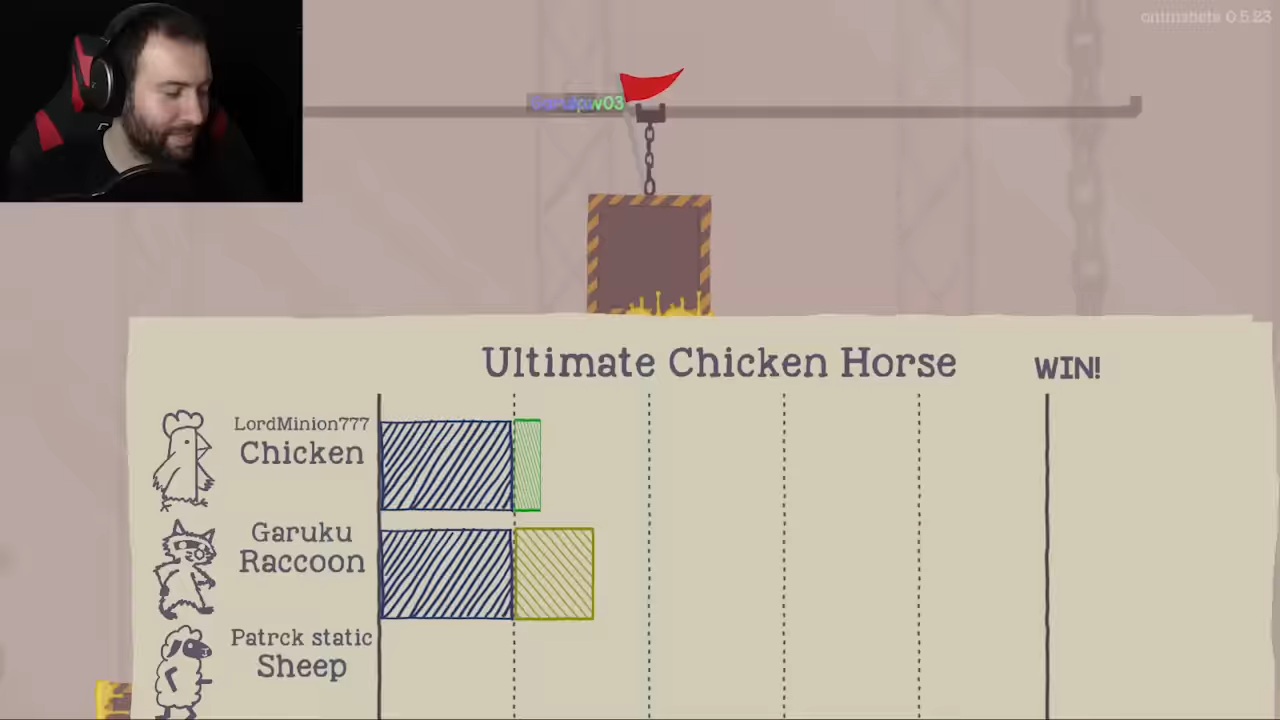 Ultimate Chicken Horse
WIN!
LordMinion777
Chicken
Garuku
Raccoon
Patrck static
Sheep